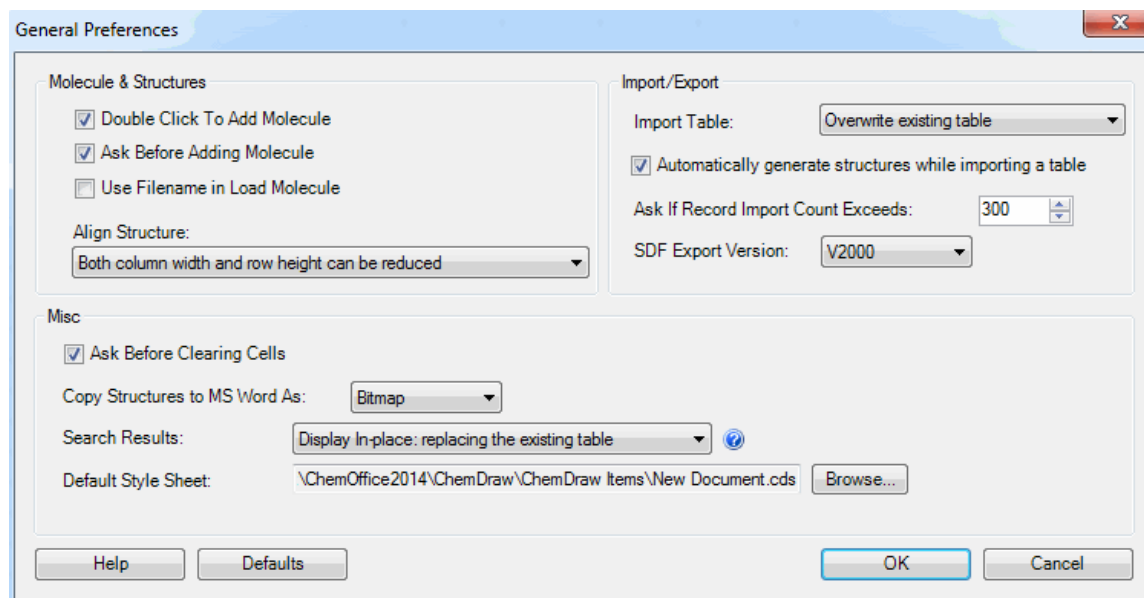 General Preferences
Molecule & Structures
Double Click To Add Molecule
Ask Before Adding Molecule
Use Filename in Load Molecule
Align Structure:
Both column width and row height can be reduced
Import/Export
Import Table: Overwrite existing table
Automatically generate structures while importing a table
Ask If Record Import Count Exceeds: 300
SDF Export Version: V2000
Misc
Ask Before Clearing Cells
Copy Structures to MS Word As: Bitmap
Search Results: Display In-place: replacing the existing table ?
Default Style Sheet: \ChemOffice2014\ChemDraw\ChemDraw Items\New Document.cds Browse...
Help Defaults OK Cancel